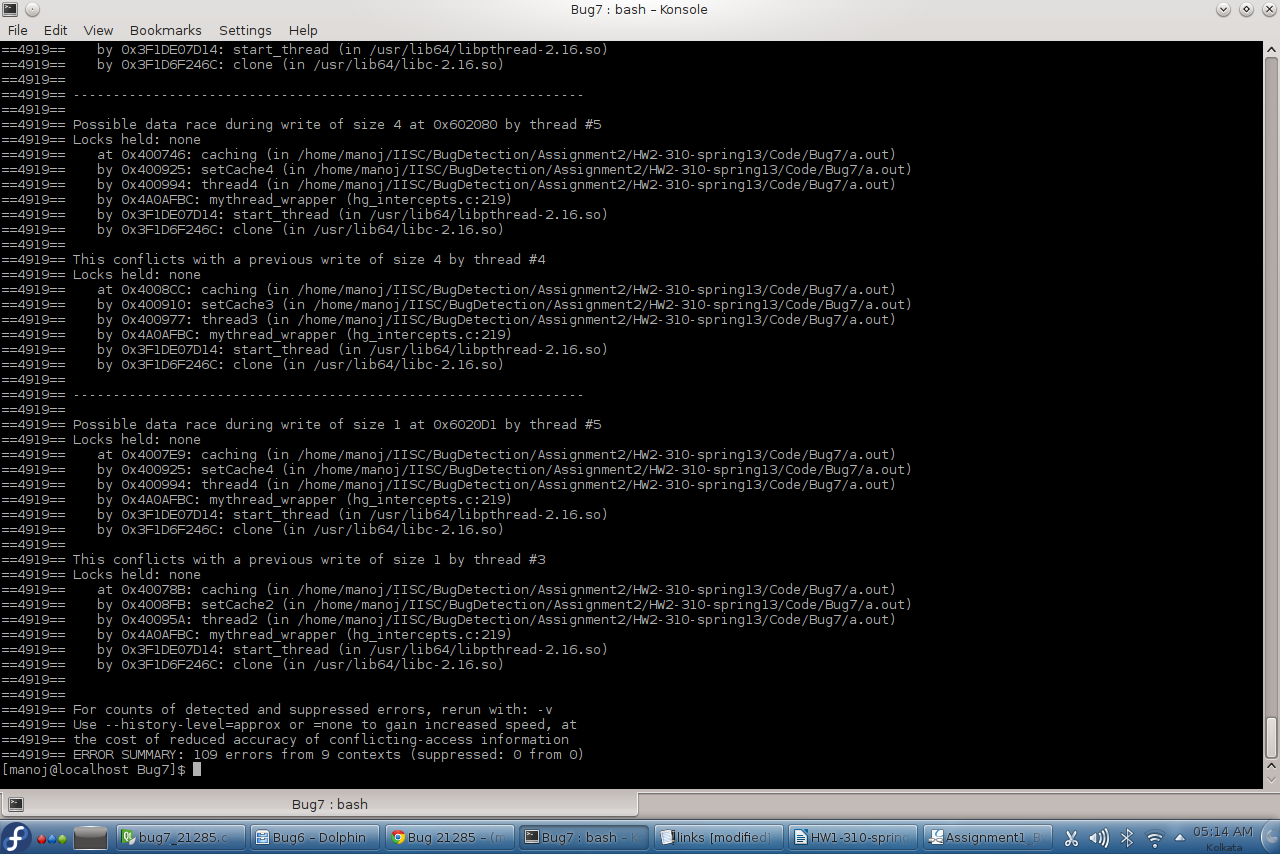 Bug7 : bash – Konsole
File Edit View Bookmarks Settings Help
==4919==    by 0x3F1DE07D14: start_thread (in /usr/lib64/libpthread-2.16.so)
==4919==    by 0x3F1D6F246C: clone (in /usr/lib64/libc-2.16.so)
==4919==
==4919== ----------------------------------------------------------------
==4919==
==4919== Possible data race during write of size 4 at 0x602080 by thread #5
==4919== Locks held: none
==4919==    at 0x400746: caching (in /home/manoj/IISC/BugDetection/Assignment2/HW2-310-spring13/Code/Bug7/a.out)
==4919==    by 0x400925: setCache4 (in /home/manoj/IISC/BugDetection/Assignment2/HW2-310-spring13/Code/Bug7/a.out)
==4919==    by 0x400994: thread4 (in /home/manoj/IISC/BugDetection/Assignment2/HW2-310-spring13/Code/Bug7/a.out)
==4919==    by 0x4A0AFBC: mythread_wrapper (hg_intercepts.c:219)
==4919==    by 0x3F1DE07D14: start_thread (in /usr/lib64/libpthread-2.16.so)
==4919==    by 0x3F1D6F246C: clone (in /usr/lib64/libc-2.16.so)
==4919==
==4919== This conflicts with a previous write of size 4 by thread #4
==4919== Locks held: none
==4919==    at 0x4008CC: caching (in /home/manoj/IISC/BugDetection/Assignment2/HW2-310-spring13/Code/Bug7/a.out)
==4919==    by 0x400910: setCache3 (in /home/manoj/IISC/BugDetection/Assignment2/HW2-310-spring13/Code/Bug7/a.out)
==4919==    by 0x400977: thread3 (in /home/manoj/IISC/BugDetection/Assignment2/HW2-310-spring13/Code/Bug7/a.out)
==4919==    by 0x4A0AFBC: mythread_wrapper (hg_intercepts.c:219)
==4919==    by 0x3F1DE07D14: start_thread (in /usr/lib64/libpthread-2.16.so)
==4919==    by 0x3F1D6F246C: clone (in /usr/lib64/libc-2.16.so)
==4919==
==4919== ----------------------------------------------------------------
==4919==
==4919== Possible data race during write of size 1 at 0x6020D1 by thread #5
==4919== Locks held: none
==4919==    at 0x4007E9: caching (in /home/manoj/IISC/BugDetection/Assignment2/HW2-310-spring13/Code/Bug7/a.out)
==4919==    by 0x400925: setCache4 (in /home/manoj/IISC/BugDetection/Assignment2/HW2-310-spring13/Code/Bug7/a.out)
==4919==    by 0x400994: thread4 (in /home/manoj/IISC/BugDetection/Assignment2/HW2-310-spring13/Code/Bug7/a.out)
==4919==    by 0x4A0AFBC: mythread_wrapper (hg_intercepts.c:219)
==4919==    by 0x3F1DE07D14: start_thread (in /usr/lib64/libpthread-2.16.so)
==4919==    by 0x3F1D6F246C: clone (in /usr/lib64/libc-2.16.so)
==4919==
==4919== This conflicts with a previous write of size 1 by thread #3
==4919== Locks held: none
==4919==    at 0x40078B: caching (in /home/manoj/IISC/BugDetection/Assignment2/HW2-310-spring13/Code/Bug7/a.out)
==4919==    by 0x4008FB: setCache2 (in /home/manoj/IISC/BugDetection/Assignment2/HW2-310-spring13/Code/Bug7/a.out)
==4919==    by 0x40095A: thread2 (in /home/manoj/IISC/BugDetection/Assignment2/HW2-310-spring13/Code/Bug7/a.out)
==4919==    by 0x4A0AFBC: mythread_wrapper (hg_intercepts.c:219)
==4919==    by 0x3F1DE07D14: start_thread (in /usr/lib64/libpthread-2.16.so)
==4919==    by 0x3F1D6F246C: clone (in /usr/lib64/libc-2.16.so)
==4919==
==4919==
==4919== For counts of detected and suppressed errors, rerun with: -v
==4919== Use --history-level=approx or =none to gain increased speed, at
==4919== the cost of reduced accuracy of conflicting-access information
==4919== ERROR SUMMARY: 109 errors from 9 contexts (suppressed: 0 from 0)
[manoj@localhost Bug7]$
Bug7 : bash
bug7_21285.c Bug6 – Dolphin Bug 21285 – (m Bug7 : bash – K links [modified] HW1-310-spring Assignment1_B 05:14 AM
Kolkata